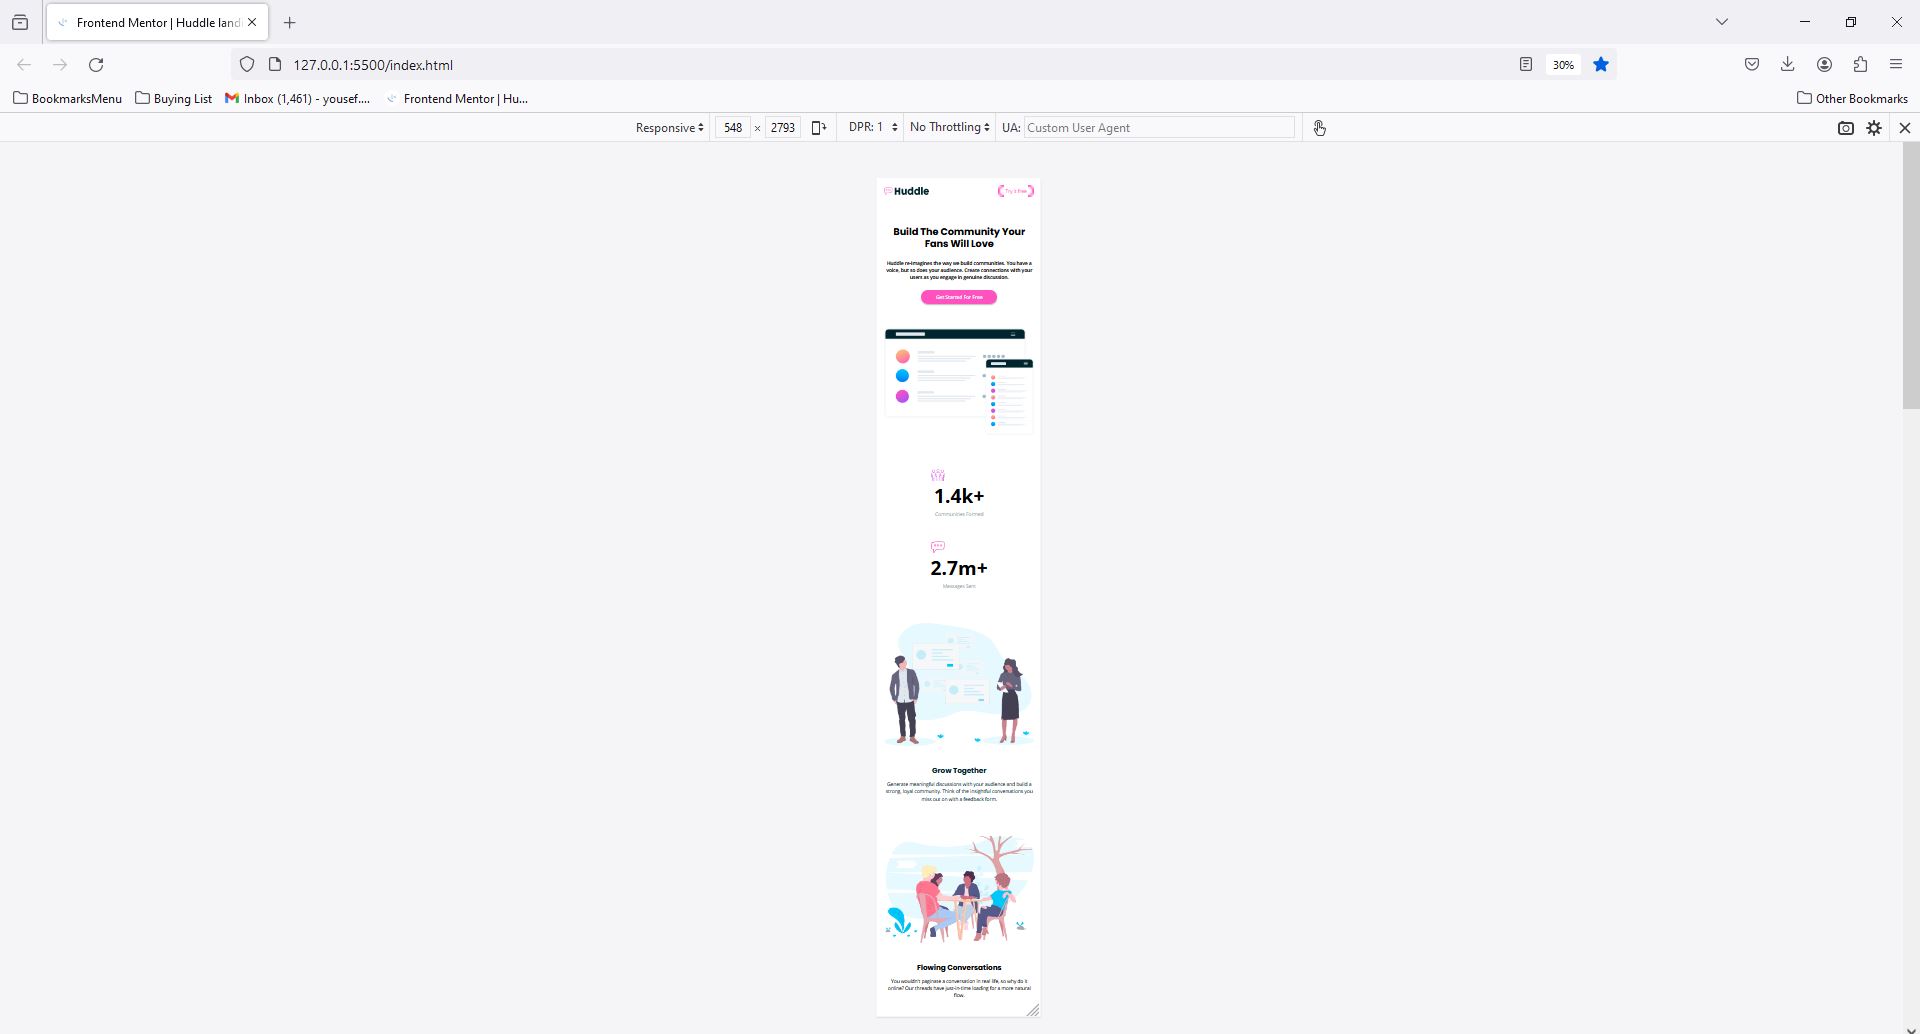 Frontend Mentor | Huddle land
127.0.0.1:5500/index.html
30%
BookmarksMenu
Buying List
Inbox (1,461) - yousef....
Frontend Mentor | Hu...
Other Bookmarks
Responsive
548 × 2793
DPR: 1
No Throttling
UA: Custom User Agent
Huddle
Try It Free
Build The Community Your
Fans Will Love
Huddle re-imagines the way we build communities. You have a
voice, but so does your audience. Create connections with your
users as you engage in genuine discussion.
Get Started For Free
1.4k+
Communities Formed
2.7m+
Messages Sent
Grow Together
Generate meaningful discussions with your audience and build a
strong, loyal community. Think of the insightful conversations you
miss out on with a feedback form.
Flowing Conversations
You wouldn't paginate a conversation in real life, so why do it
online? Our threads have just-in-time loading for a more natural
flow.